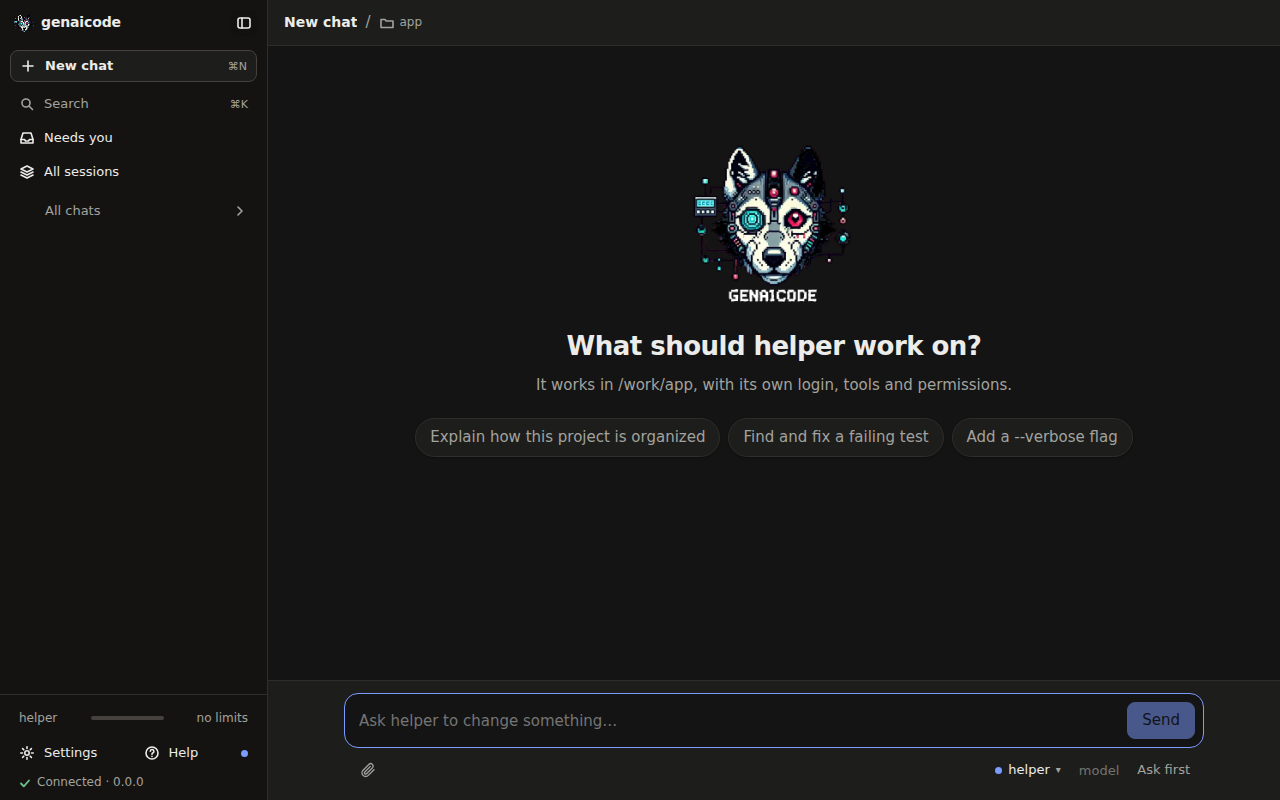 genaicode
New chat ⌘N
Search ⌘K
Needs you
All sessions
All chats
helper no limits
Settings Help
Connected · 0.0.0
New chat / app
GENAICODE
What should helper work on?
It works in /work/app, with its own login, tools and permissions.
Explain how this project is organized Find and fix a failing test Add a --verbose flag
Ask helper to change something... Send
helper ▾ model Ask first